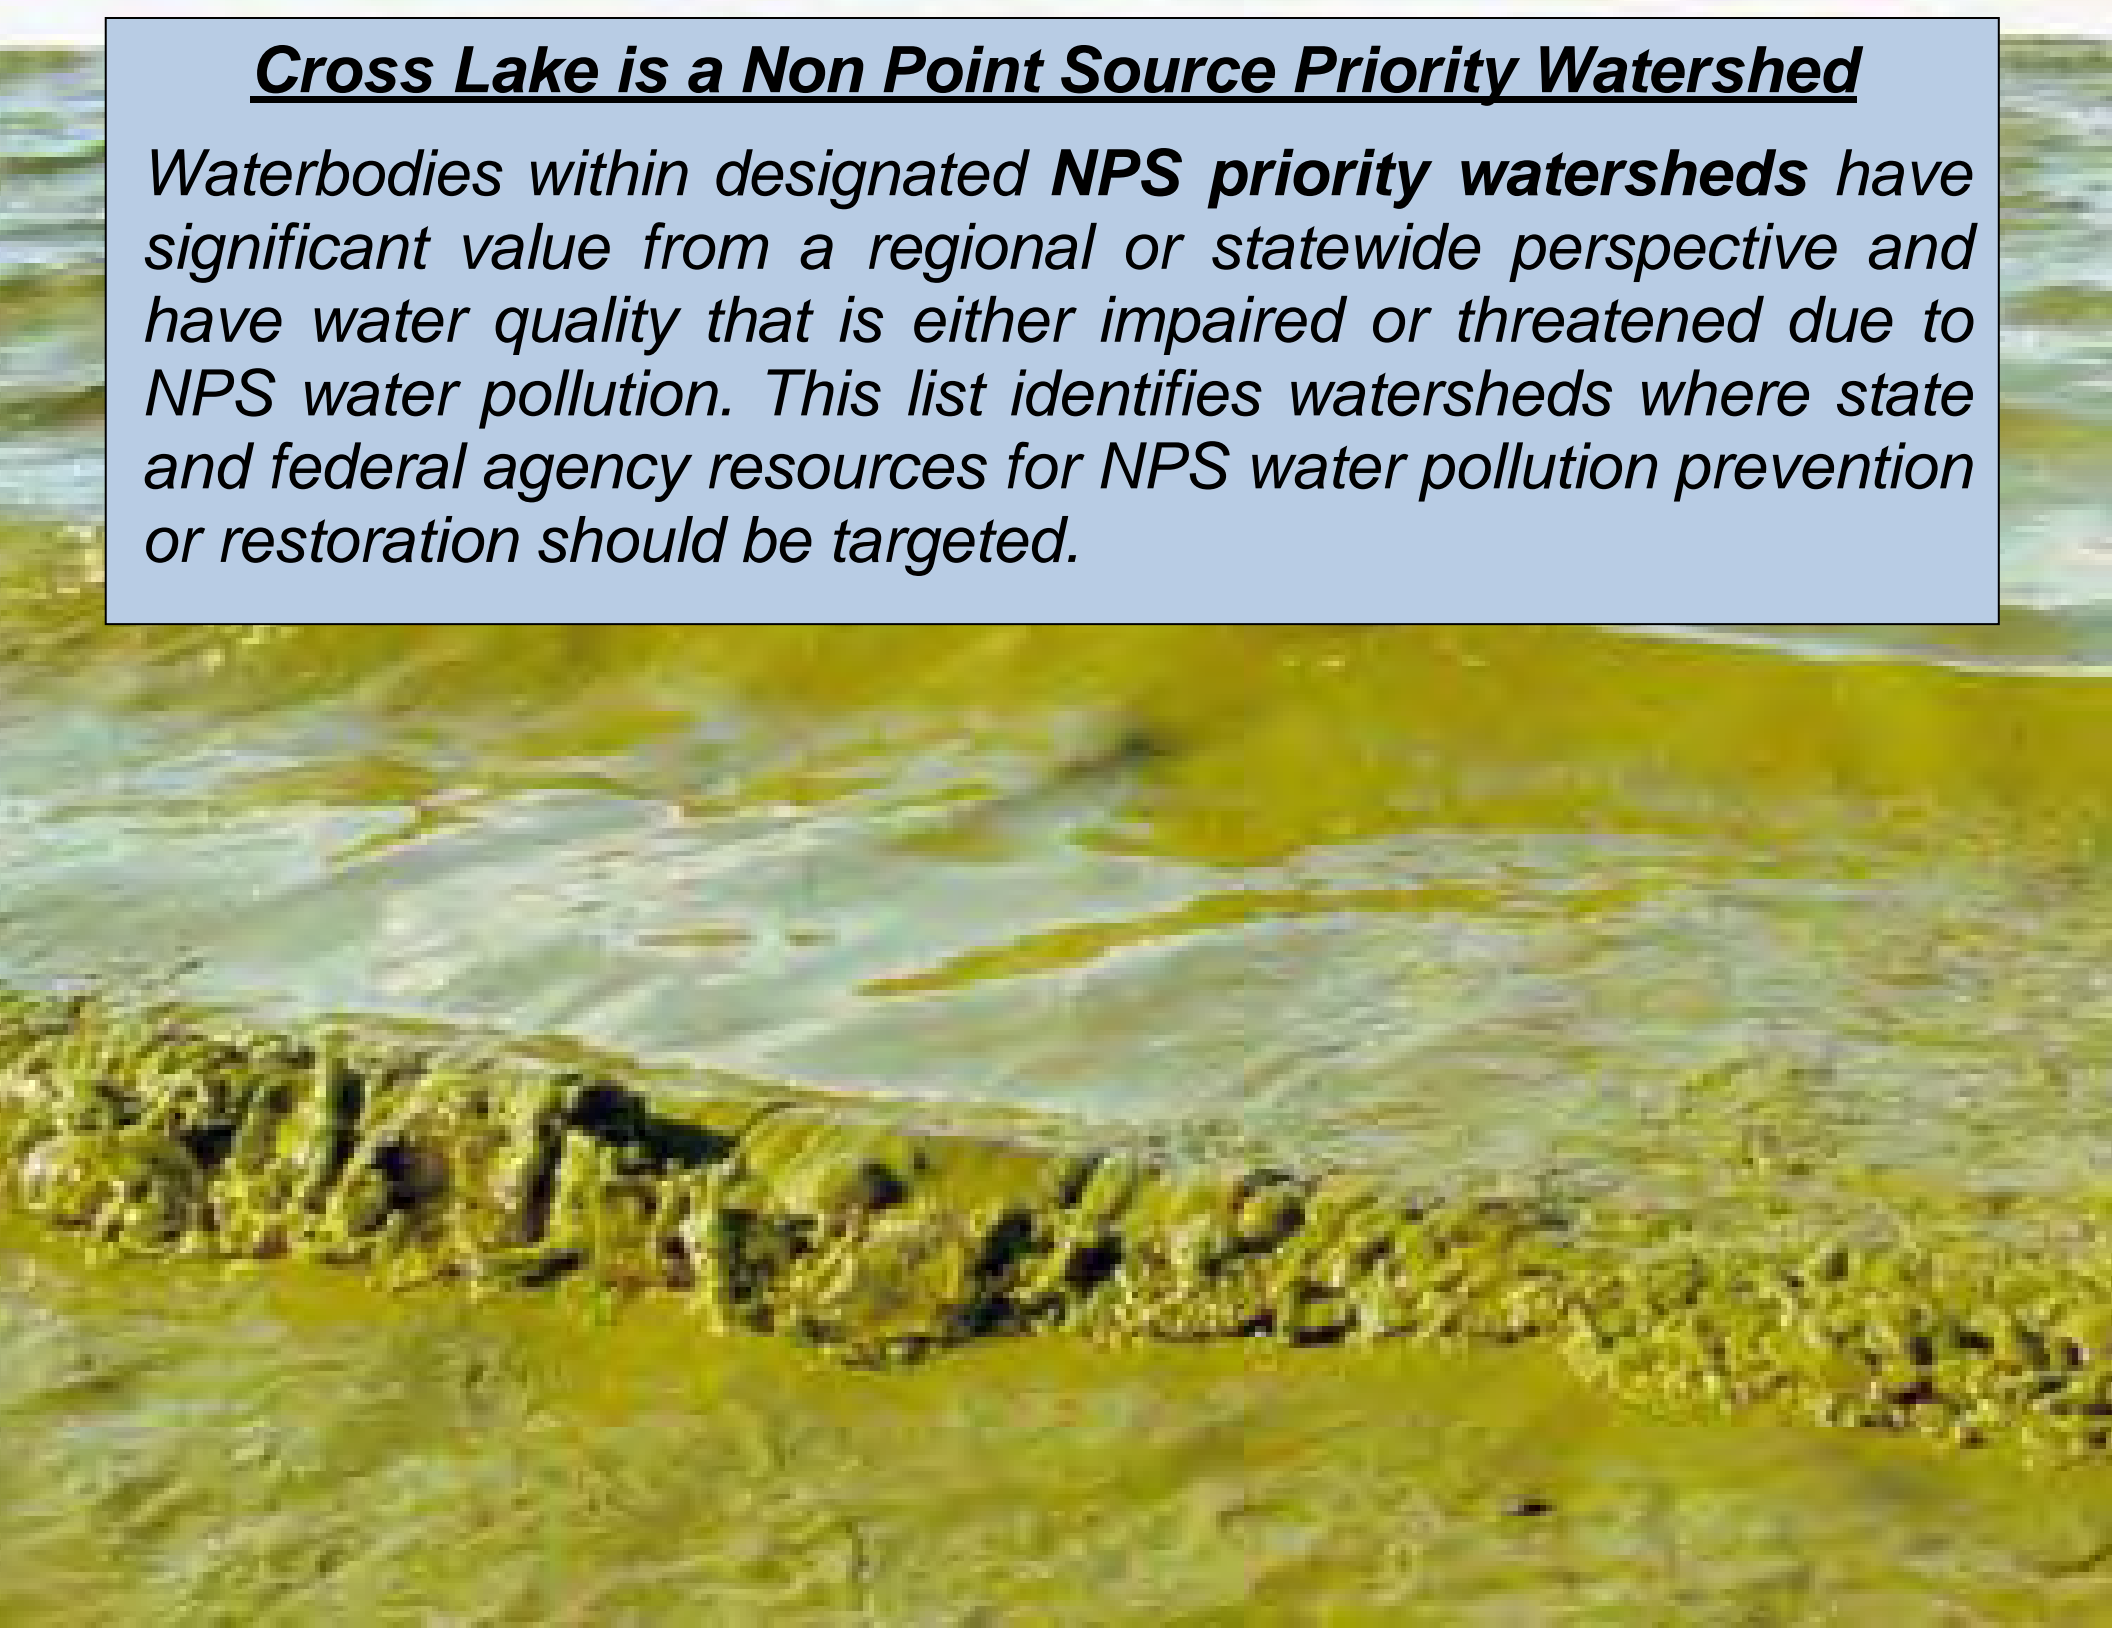 Cross Lake is a Non Point Source Priority Watershed
Waterbodies within designated NPS priority watersheds have
significant value from a regional or statewide perspective and
have water quality that is either impaired or threatened due to
NPS water pollution. This list identifies watersheds where state
and federal agency resources for NPS water pollution prevention
or restoration should be targeted.